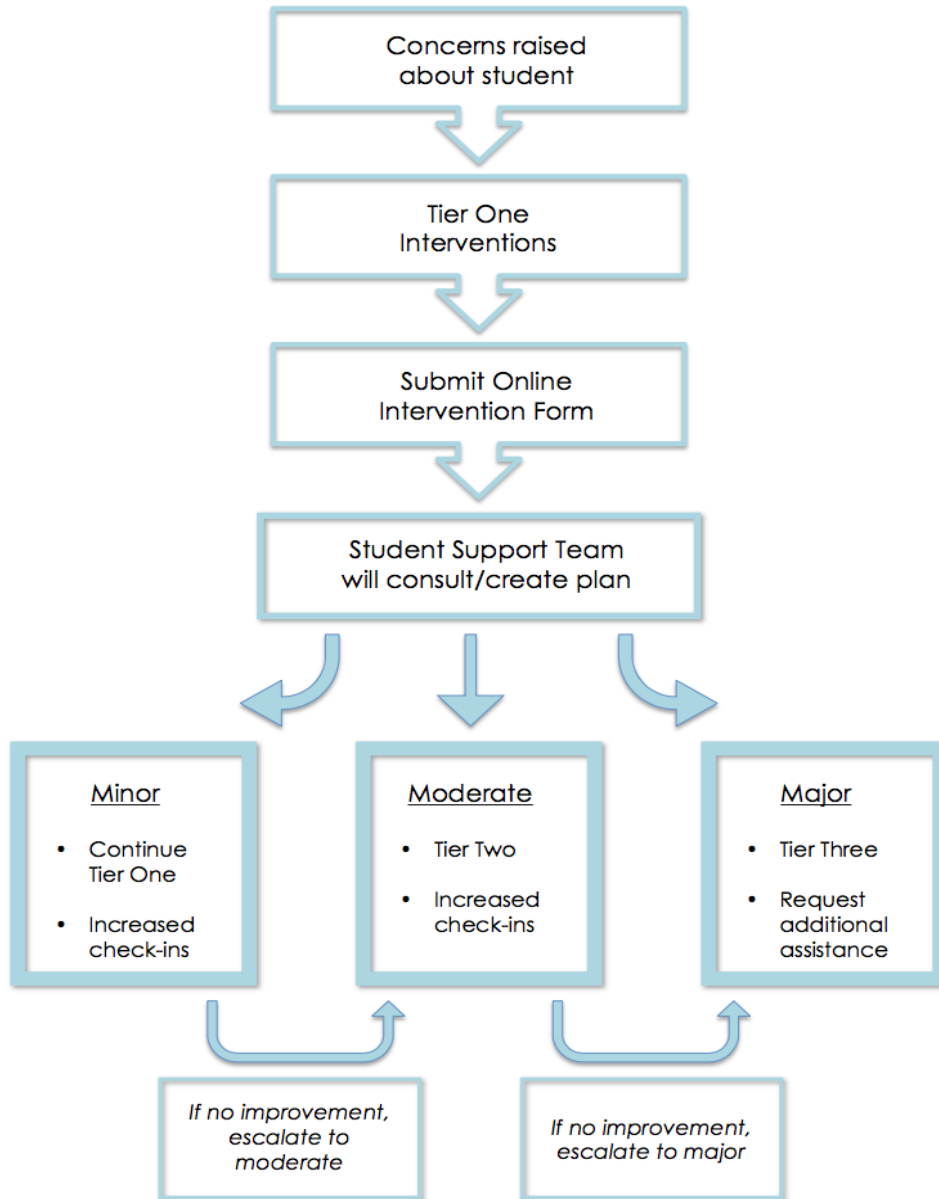 Concerns raised
about student
Tier One
Interventions
Submit Online
Intervention Form
Student Support Team
will consult/create plan
Minor
• Continue
Tier One
• Increased
check-ins
Moderate
• Tier Two
• Increased
check-ins
Major
• Tier Three
• Request
additional
assistance
If no improvement,
escalate to
moderate
If no improvement,
escalate to major